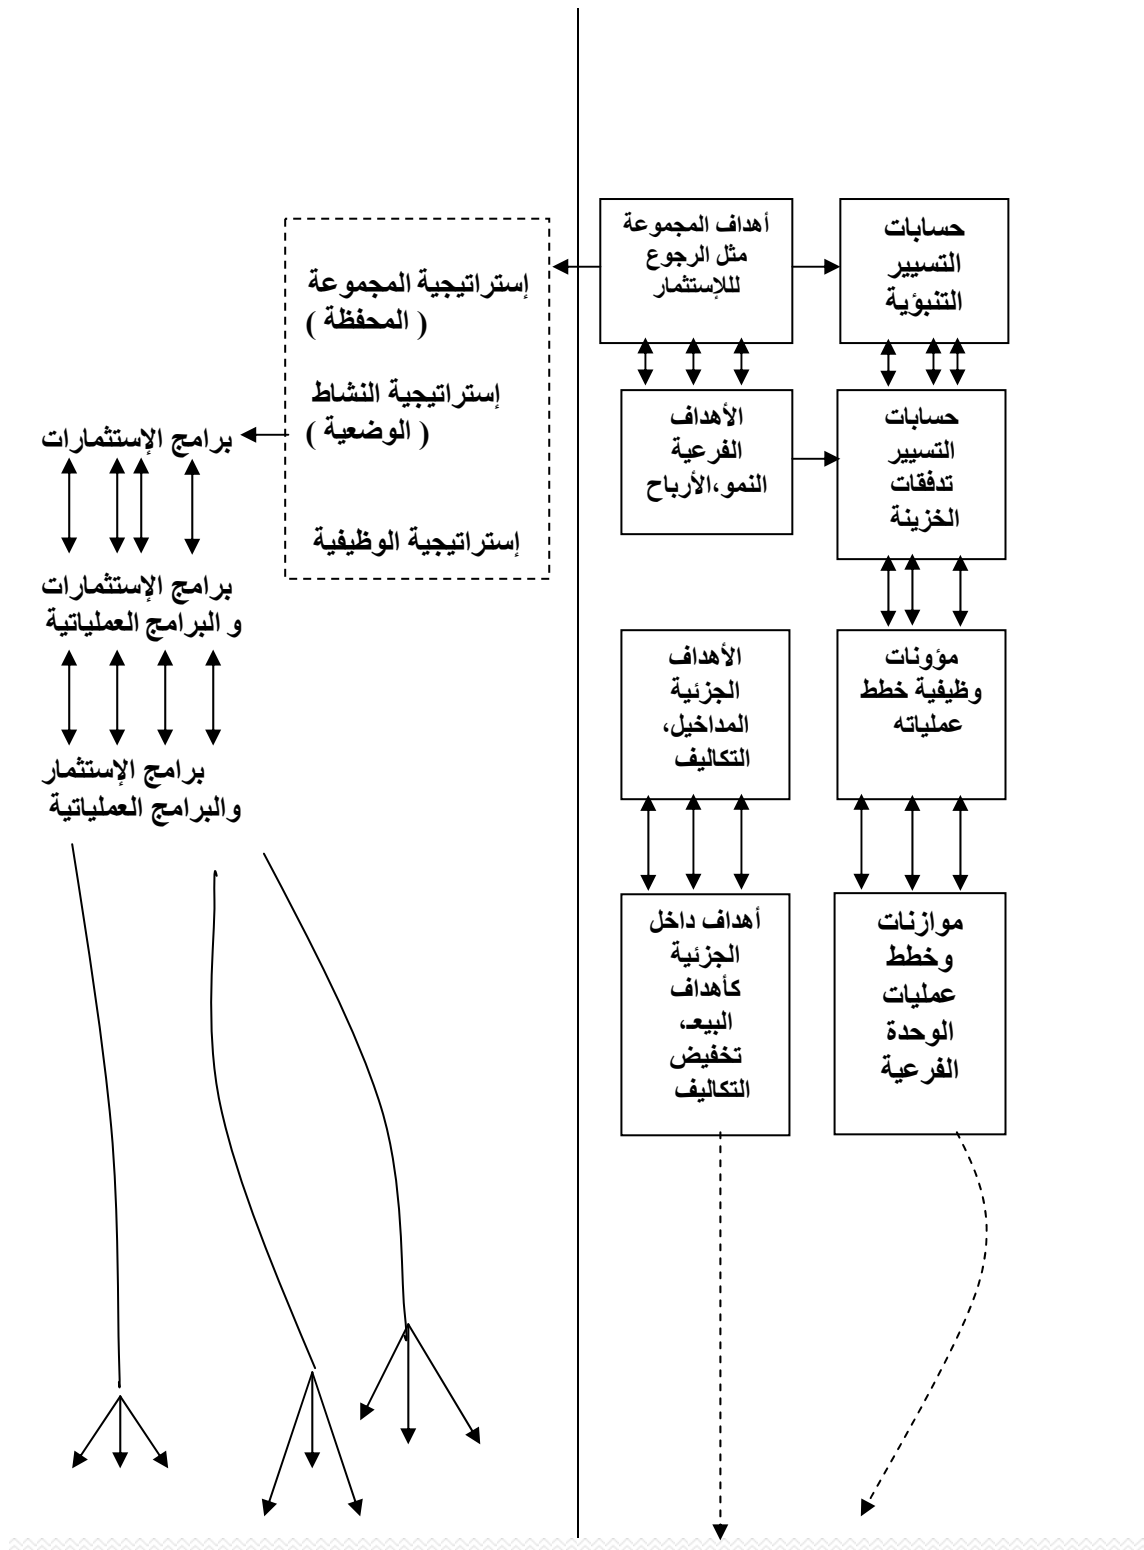 حسابات
التسيير
التنبؤية
أهداف المجموعة
مثل الرجوع
لللإستثمار
إستراتيجية المجموعة
( المحفظة )
إستراتيجية النشاط
( الوضعية )
إستراتيجية الوظيفية
حسابات
التسيير
تدفقات
الخزينة
الأهداف
الفرعية
النمو،الأرباح
برامج الإستثمارات
برامج الإستثمارات
و البرامج العملياتية
برامج الإستثمار
والبرامج العملياتية
مؤونات
وظيفية خطط
عملياته
الأهداف
الجزئية
المداخيل،
التكاليف
موازنات
وخطط
عمليات
الوحدة
الفرعية
أهداف داخل
الجزئية
كأهداف
البيعـ،
تخفيض
التكاليف